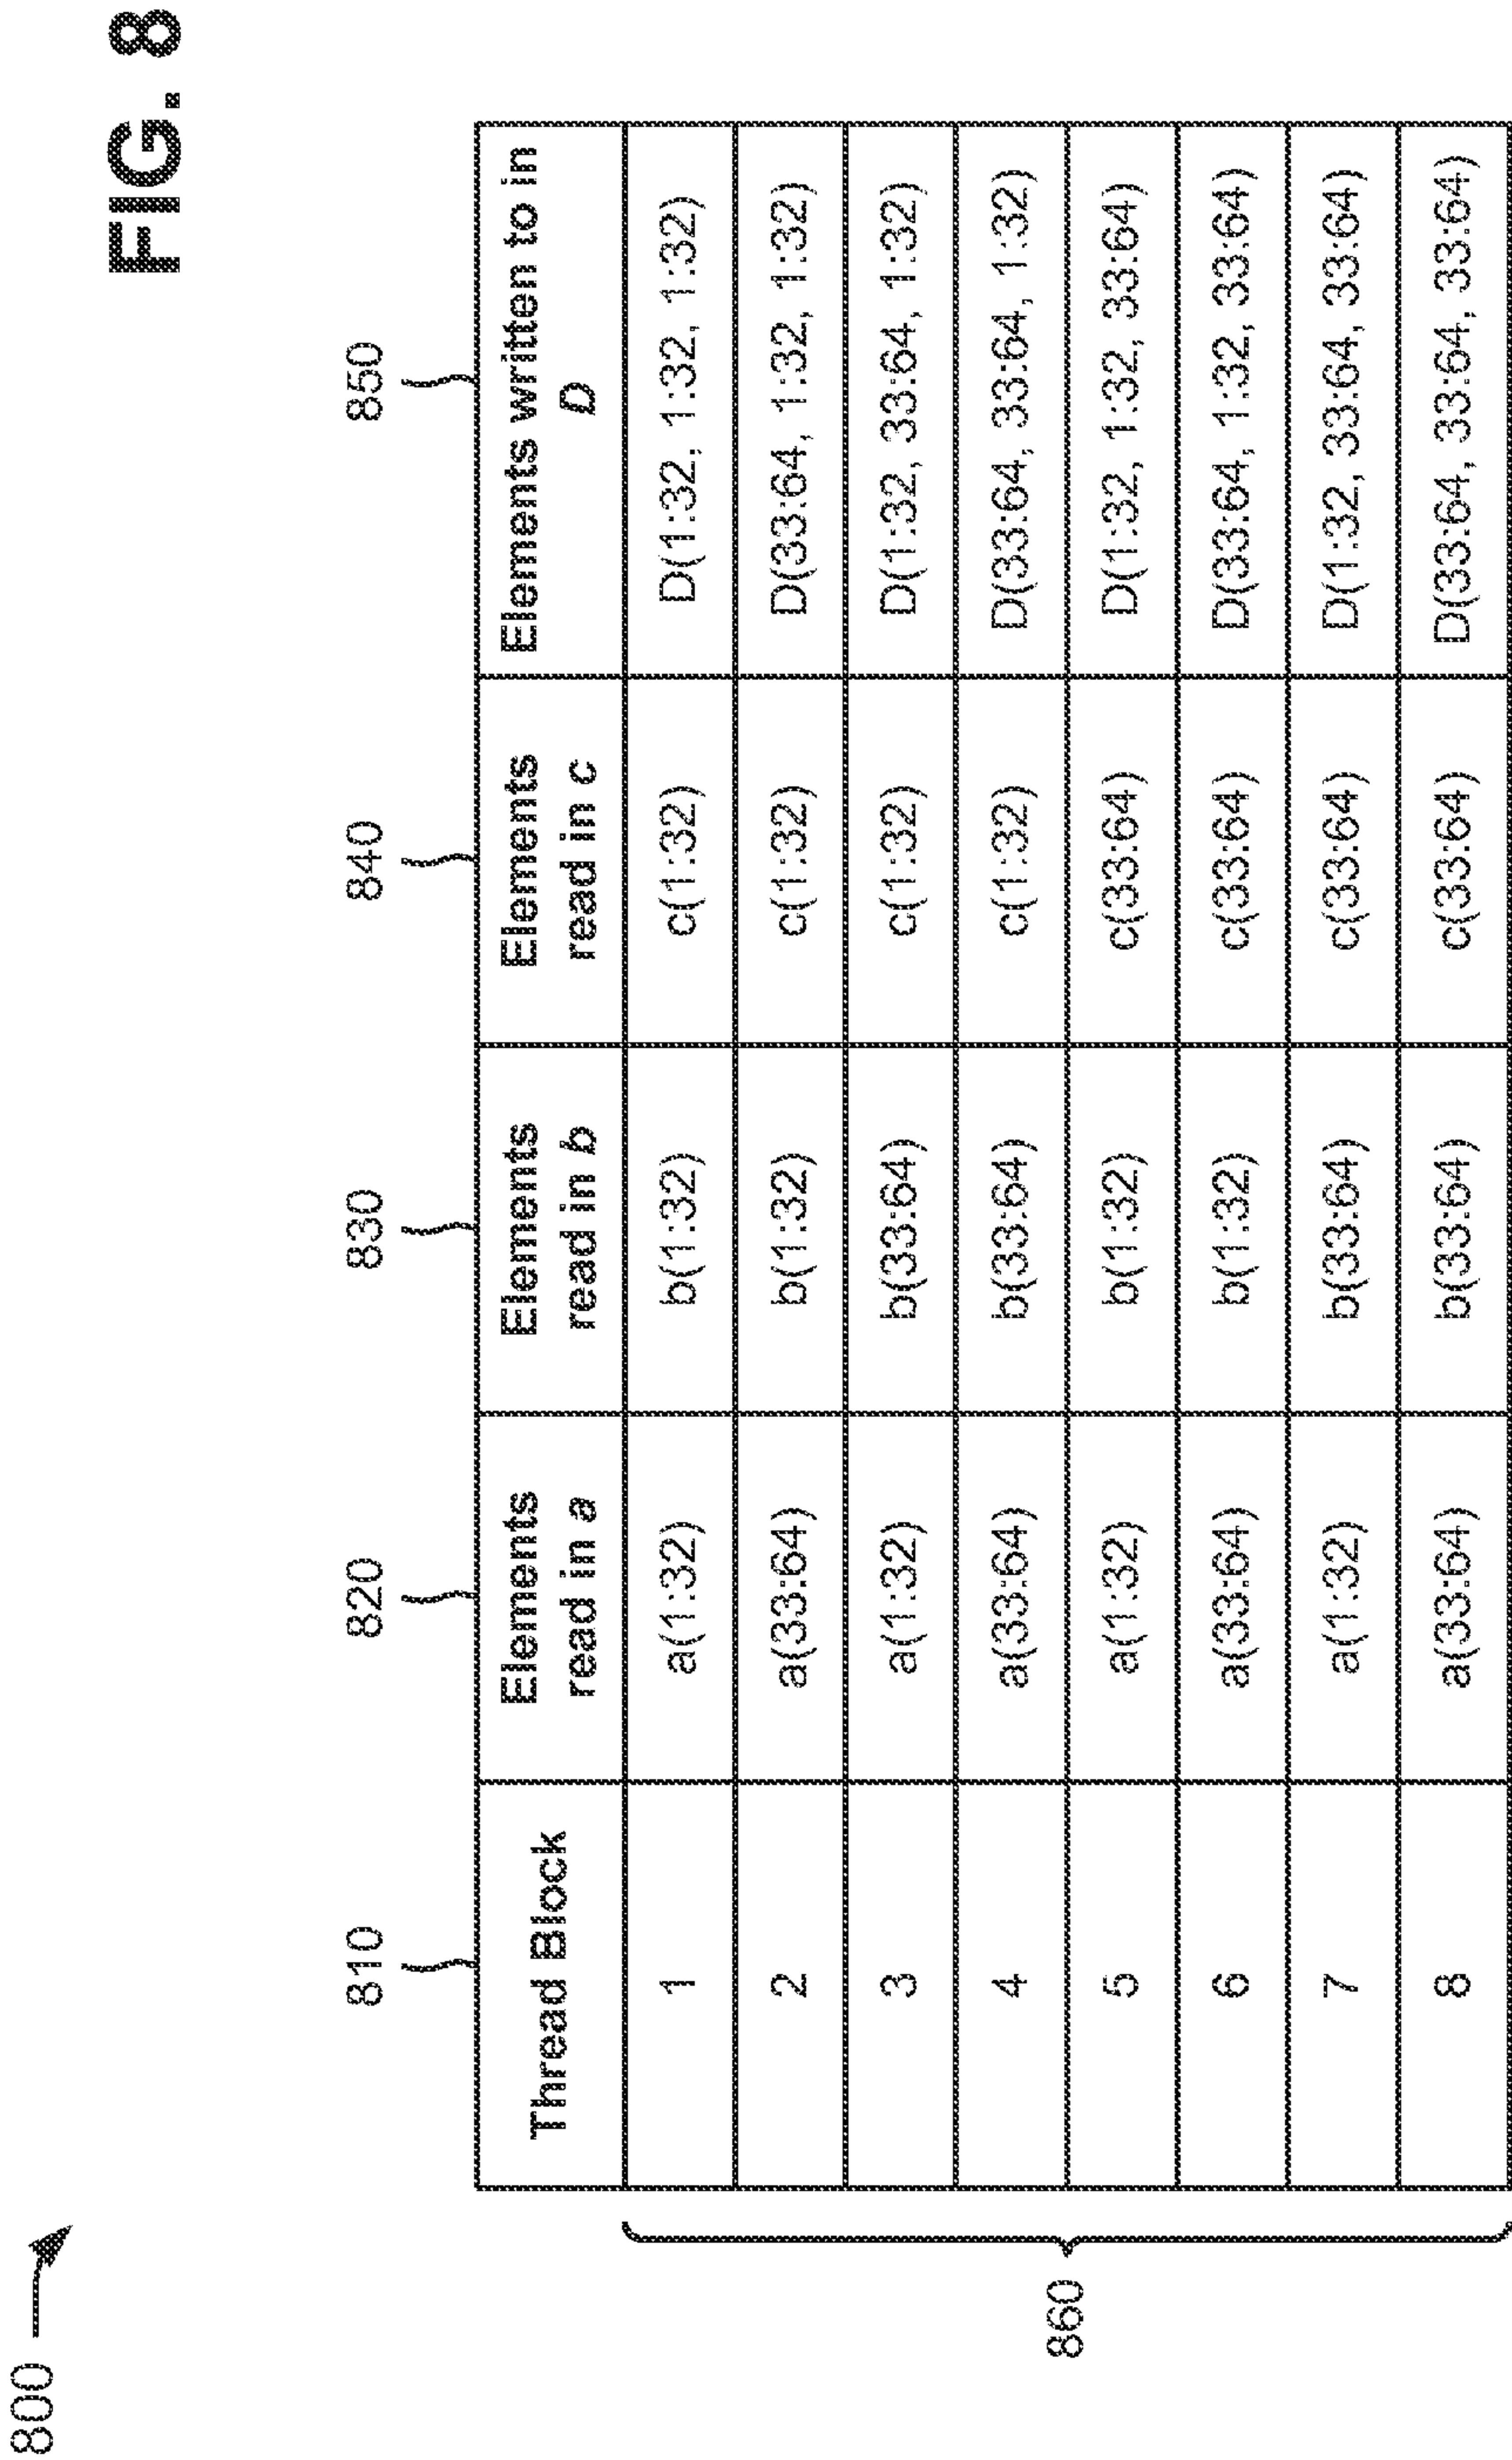 800
FIG. 8
810 820 830 840 850
Thread Block Elements read in a Elements read in b Elements read in c Elements written to in D
1 a(1:32) b(1:32) c(1:32) D(1:32, 1:32, 1:32)
2 a(33:64) b(1:32) c(1:32) D(33:64, 1:32, 1:32)
3 a(1:32) b(33:64) c(1:32) D(1:32, 33:64, 1:32)
4 a(33:64) b(33:64) c(1:32) D(33:64, 33:64, 1:32)
5 a(1:32) b(1:32) c(33:64) D(1:32, 1:32, 33:64)
6 a(33:64) b(1:32) c(33:64) D(33:64, 1:32, 33:64)
7 a(1:32) b(33:64) c(33:64) D(1:32, 33:64, 33:64)
8 a(33:64) b(33:64) c(33:64) D(33:64, 33:64, 33:64)
860